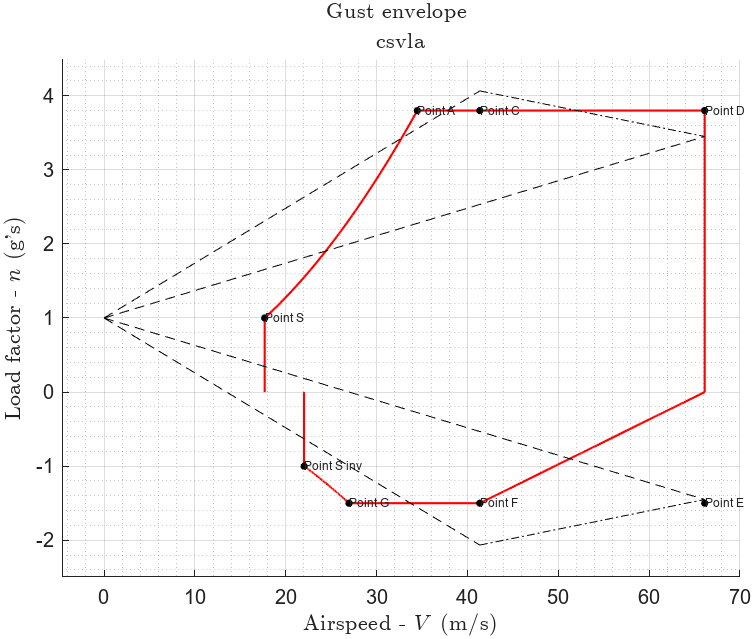 Gust envelope
csvla
Load factor - n (g's)
4
3
2
1
0
-1
-2
Point A
Point C
Point D
Point S
Point S inv
Point G
Point F
Point E
0
10
20
30
40
50
60
70
Airspeed - V (m/s)